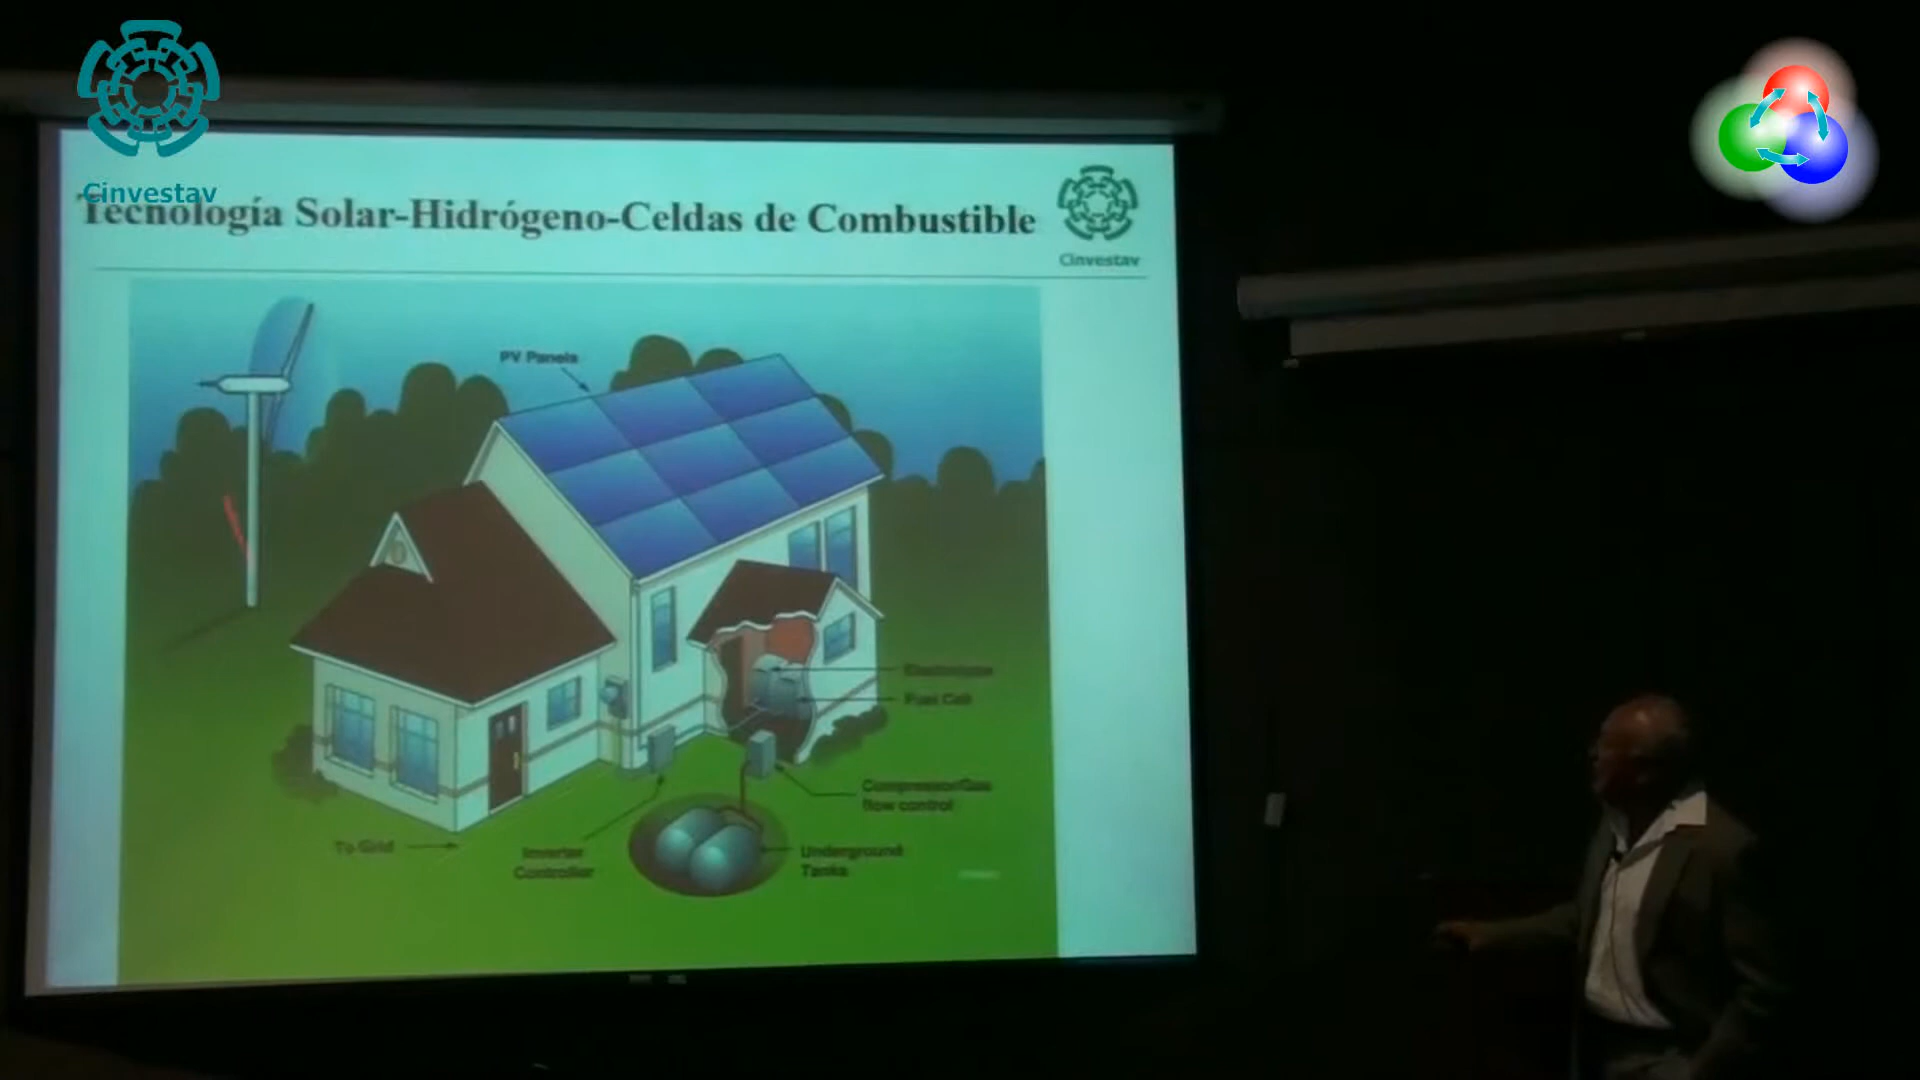 Cinvestav
Tecnología Solar-Hidrógeno-Celdas de Combustible
Cinvestav
PV Panels
Electrolyzer
Fuel Cell
Compressor/Gas
flow control
To Grid
Inverter
Controller
Underground
Tanks